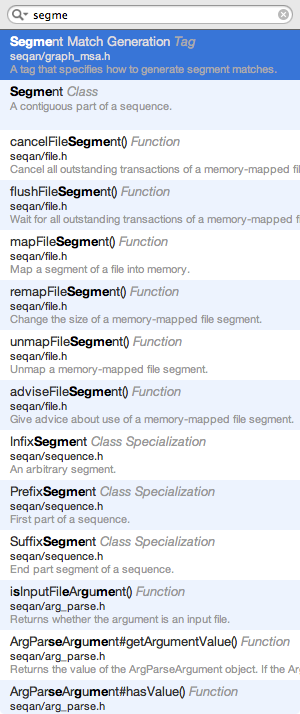 segme
Segment Match Generation Tag
seqan/graph_msa.h
A tag that specifies how to generate segment matches.
Segment Class
A contiguous part of a sequence.
cancelFileSegment() Function
seqan/file.h
Cancel all outstanding transactions of a memory-mapped fil
flushFileSegment() Function
seqan/file.h
Wait for all outstanding transactions of a memory-mapped f
mapFileSegment() Function
seqan/file.h
Map a segment of a file into memory.
remapFileSegment() Function
seqan/file.h
Change the size of a memory-mapped file segment.
unmapFileSegment() Function
seqan/file.h
Unmap a memory-mapped file segment.
adviseFileSegment() Function
seqan/file.h
Give advice about use of a memory-mapped file segment.
InfixSegment Class Specialization
seqan/sequence.h
An arbitrary segment.
PrefixSegment Class Specialization
seqan/sequence.h
First part of a sequence.
SuffixSegment Class Specialization
seqan/sequence.h
End part segment of a sequence.
isInputFileArgument() Function
seqan/arg_parse.h
Returns whether the argument is an input file.
ArgParseArgument#getArgumentValue() Function
seqan/arg_parse.h
Returns the value of the ArgParseArgument object. If the Ar
ArgParseArgument#hasValue() Function
seqan/arg_parse.h